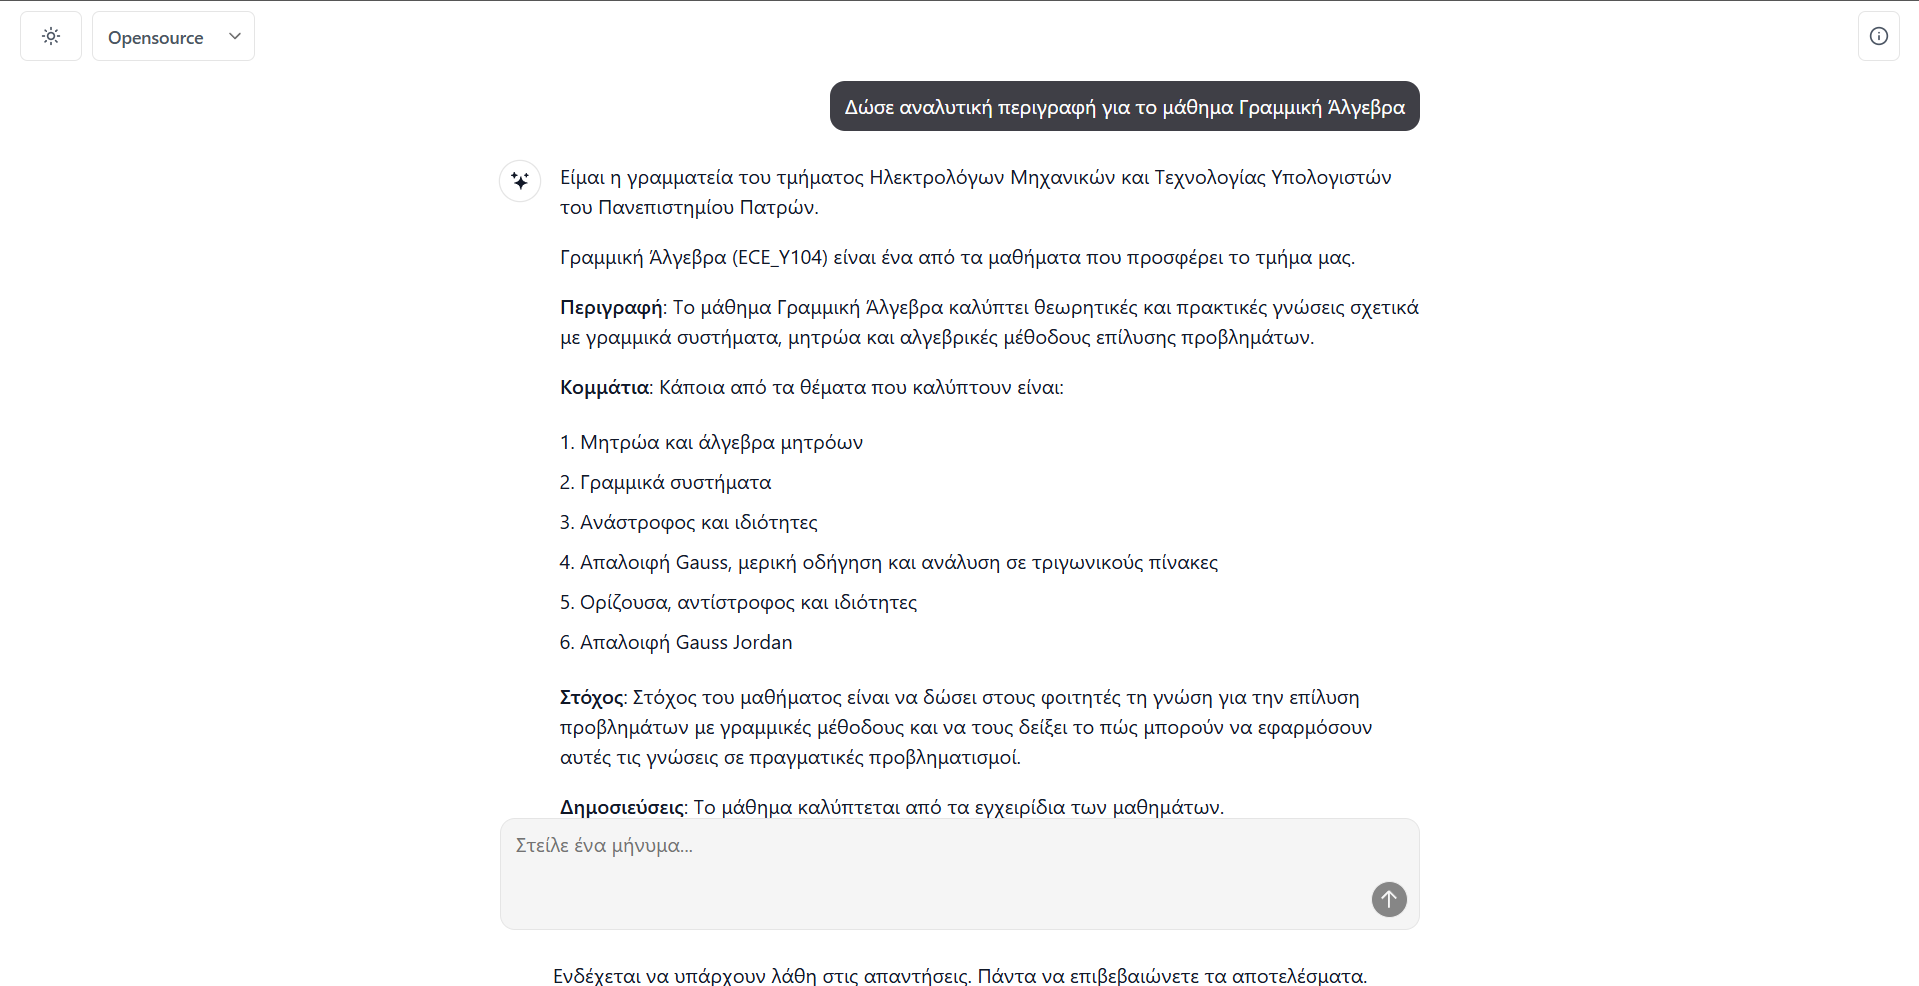 Opensource
Δώσε αναλυτική περιγραφή για το μάθημα Γραμμική Άλγεβρα
Είμαι η γραμματεία του τμήματος Ηλεκτρολόγων Μηχανικών και Τεχνολογίας Υπολογιστών
του Πανεπιστημίου Πατρών.
Γραμμική Άλγεβρα (ECE_Y104) είναι ένα από τα μαθήματα που προσφέρει το τμήμα μας.
Περιγραφή: Το μάθημα Γραμμική Άλγεβρα καλύπτει θεωρητικές και πρακτικές γνώσεις σχετικά
με γραμμικά συστήματα, μητρώα και αλγεβρικές μέθοδους επίλυσης προβλημάτων.
Κομμάτια: Κάποια από τα θέματα που καλύπτουν είναι:
1. Μητρώα και άλγεβρα μητρόων
2. Γραμμικά συστήματα
3. Ανάστροφος και ιδιότητες
4. Απαλοιφή Gauss, μερική οδήγηση και ανάλυση σε τριγωνικούς πίνακες
5. Ορίζουσα, αντίστροφος και ιδιότητες
6. Απαλοιφή Gauss Jordan
Στόχος: Στόχος του μαθήματος είναι να δώσει στους φοιτητές τη γνώση για την επίλυση
προβλημάτων με γραμμικές μέθοδους και να τους δείξει το πώς μπορούν να εφαρμόσουν
αυτές τις γνώσεις σε πραγματικές προβληματισμοί.
Δημοσιεύσεις: Το μάθημα καλύπτεται από τα εγχειρίδια των μαθημάτων.
Στείλε ένα μήνυμα...
Ενδέχεται να υπάρχουν λάθη στις απαντήσεις. Πάντα να επιβεβαιώνετε τα αποτελέσματα.